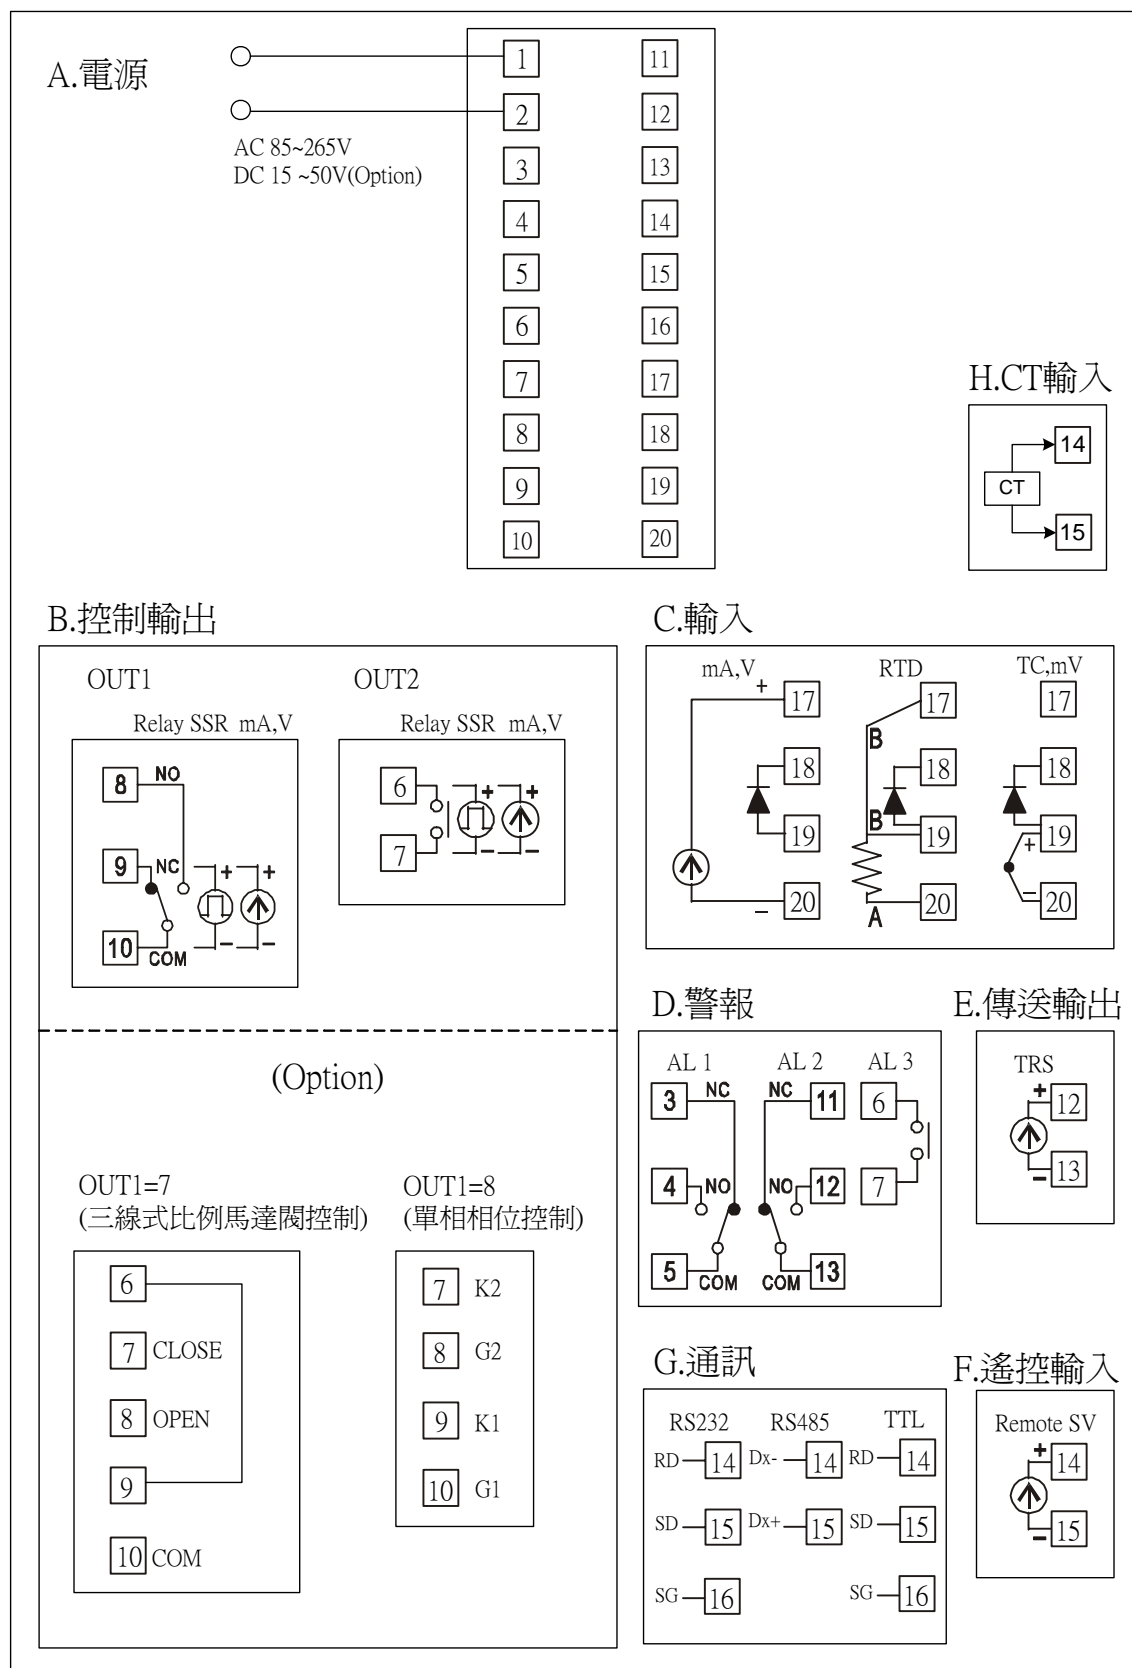 A.電源
AC 85~265V
DC 15 ~50V(Option)
1 11
2 12
3 13
4 14
5 15
6 16
7 17
8 18
9 19
10 20
H.CT輸入
14
CT
15
B.控制輸出
OUT1
Relay SSR mA,V
8 NO
9 NC + +
10 COM - -
OUT2
Relay SSR mA,V
6 + +
7 - -
(Option)
OUT1=7
(三線式比例馬達閥控制)
6
7 CLOSE
8 OPEN
9
10 COM
OUT1=8
(單相相位控制)
7 K2
8 G2
9 K1
10 G1
C.輸入
mA,V
+ 17
18
19
- 20
RTD
17
B
18
B 19
A 20
TC,mV
17
18
+ 19
- 20
D.警報
AL 1
3 NC
4 NO
5 COM
AL 2
NC 11
NO 12
COM 13
AL 3
6
7
E.傳送輸出
TRS
+ 12
- 13
G.通訊
RS232 RS485 TTL
RD 14 Dx- 14 RD 14
SD 15 Dx+ 15 SD 15
SG 16 SG 16
F.遙控輸入
Remote SV
+ 14
- 15